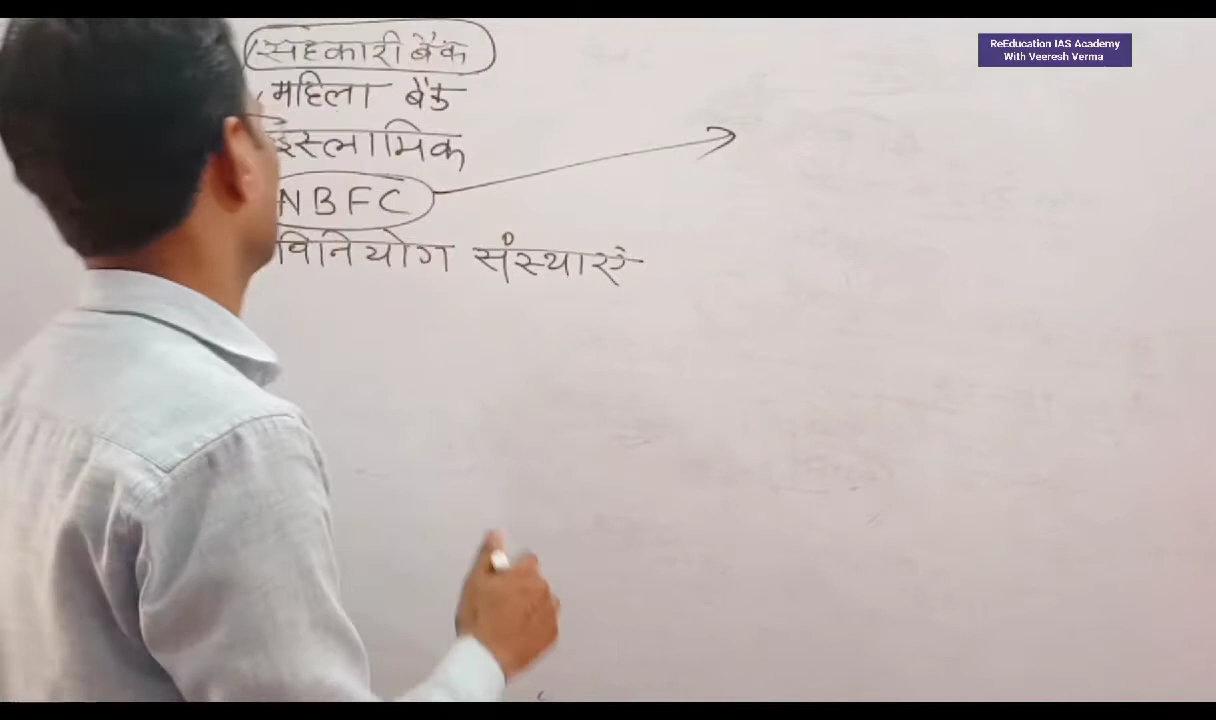 सहकारी बैंक
महिला बैंक
इस्लामिक
NBFC
विनियोग संस्थाएं
ReEducation IAS Academy
With Veeresh Verma